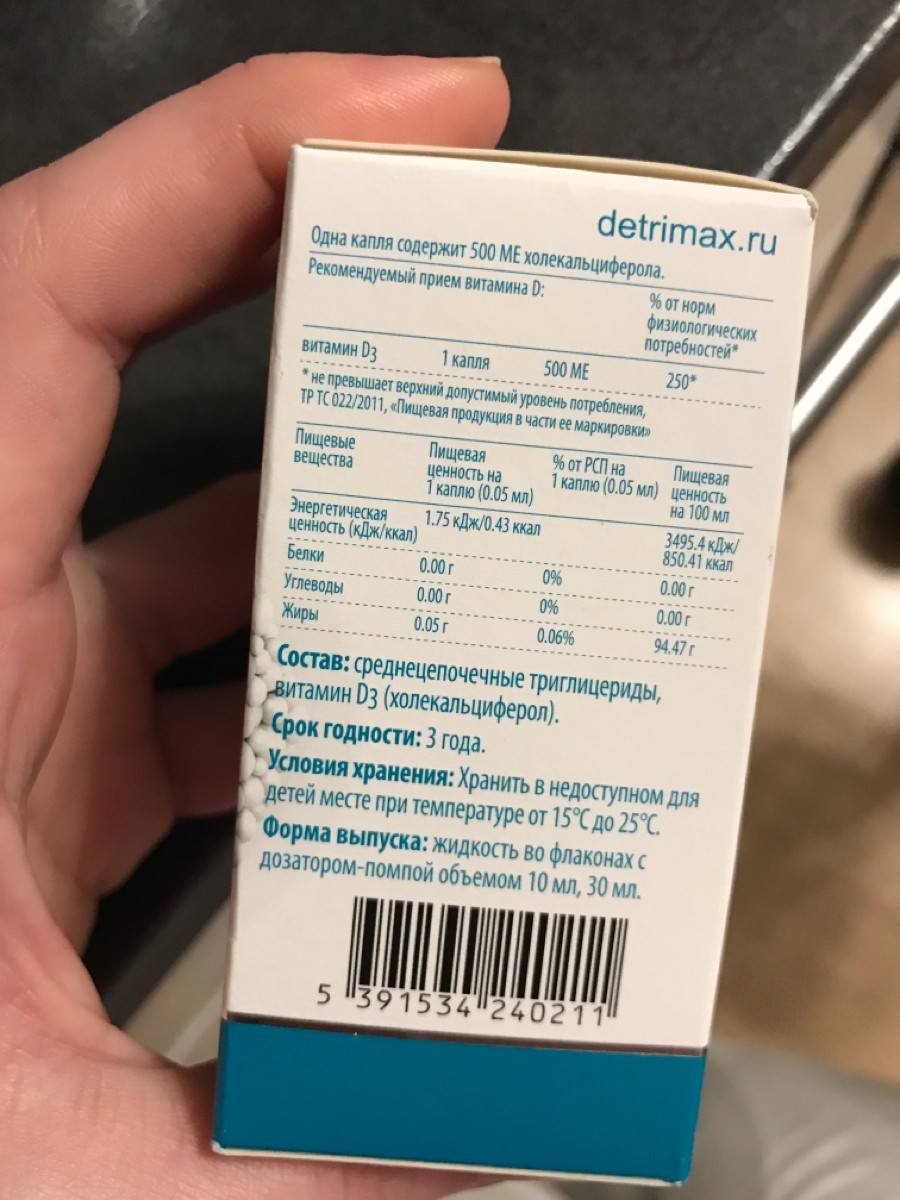 detrimax.ru
Одна капля содержит 500 МЕ холекальциферола.
Рекомендуемый прием витамина D:
% от норм
физиологических
потребностей*
витамин D3 1 капля 500 МЕ 250*
* не превышает верхний допустимый уровень потребления,
ТР ТС 022/2011, «Пищевая продукция в части ее маркировки»
Пищевые
вещества
Пищевая
ценность на
1 каплю (0.05 мл)
% от РСП на
1 каплю (0.05 мл)
Пищевая
ценность
на 100 мл
Энергетическая
ценность (кДж/ккал)
1.75 кДж/0.43 ккал
3495.4 кДж/
850.41 ккал
Белки 0.00 г 0% 0.00 г
Углеводы 0.00 г 0% 0.00 г
Жиры 0.05 г 0.06% 94.47 г
Состав: среднецепочечные триглицериды,
витамин D3 (холекальциферол).
Срок годности: 3 года.
Условия хранения: Хранить в недоступном для
детей месте при температуре от 15°С до 25°С.
Форма выпуска: жидкость во флаконах с
дозатором-помпой объемом 10 мл, 30 мл.
5 391534 240211